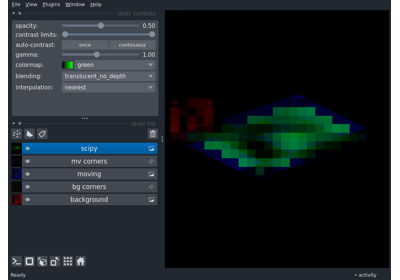 File View Plugins Window Help
layer controls
opacity: 0.50
contrast limits:
auto-contrast: once continuous
gamma: 1.00
colormap: green
blending: translucent_no_depth
interpolation: nearest
layer list
scipy
mv corners
moving
bg corners
background
Ready
activity